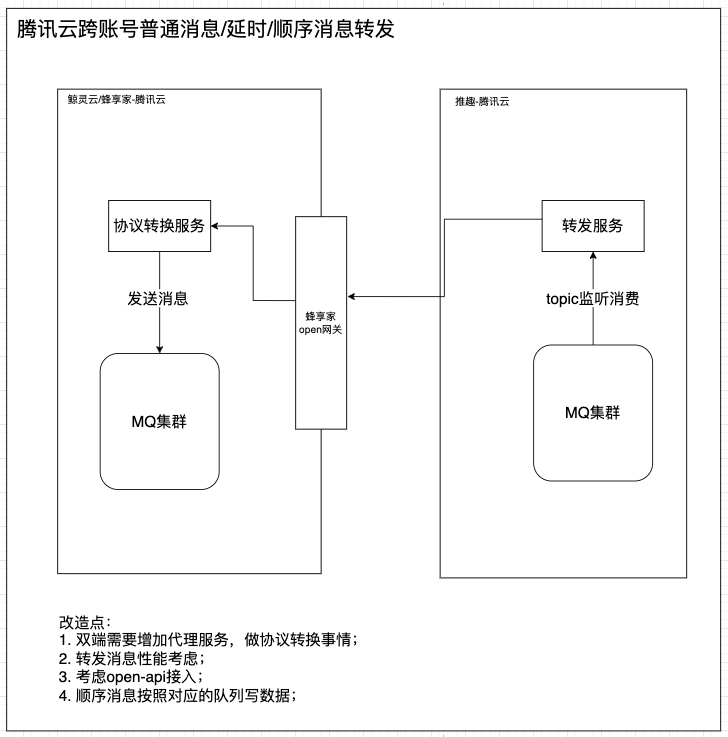 腾讯云跨账号普通消息/延时/顺序消息转发
鲸灵云/蜂享家-腾讯云
推趣-腾讯云
协议转换服务
转发服务
发送消息
topic监听消费
蜂享家
open网关
MQ集群
MQ集群
改造点：
1. 双端需要增加代理服务，做协议转换事情；
2. 转发消息性能考虑；
3. 考虑open-api接入；
4. 顺序消息按照对应的队列写数据；